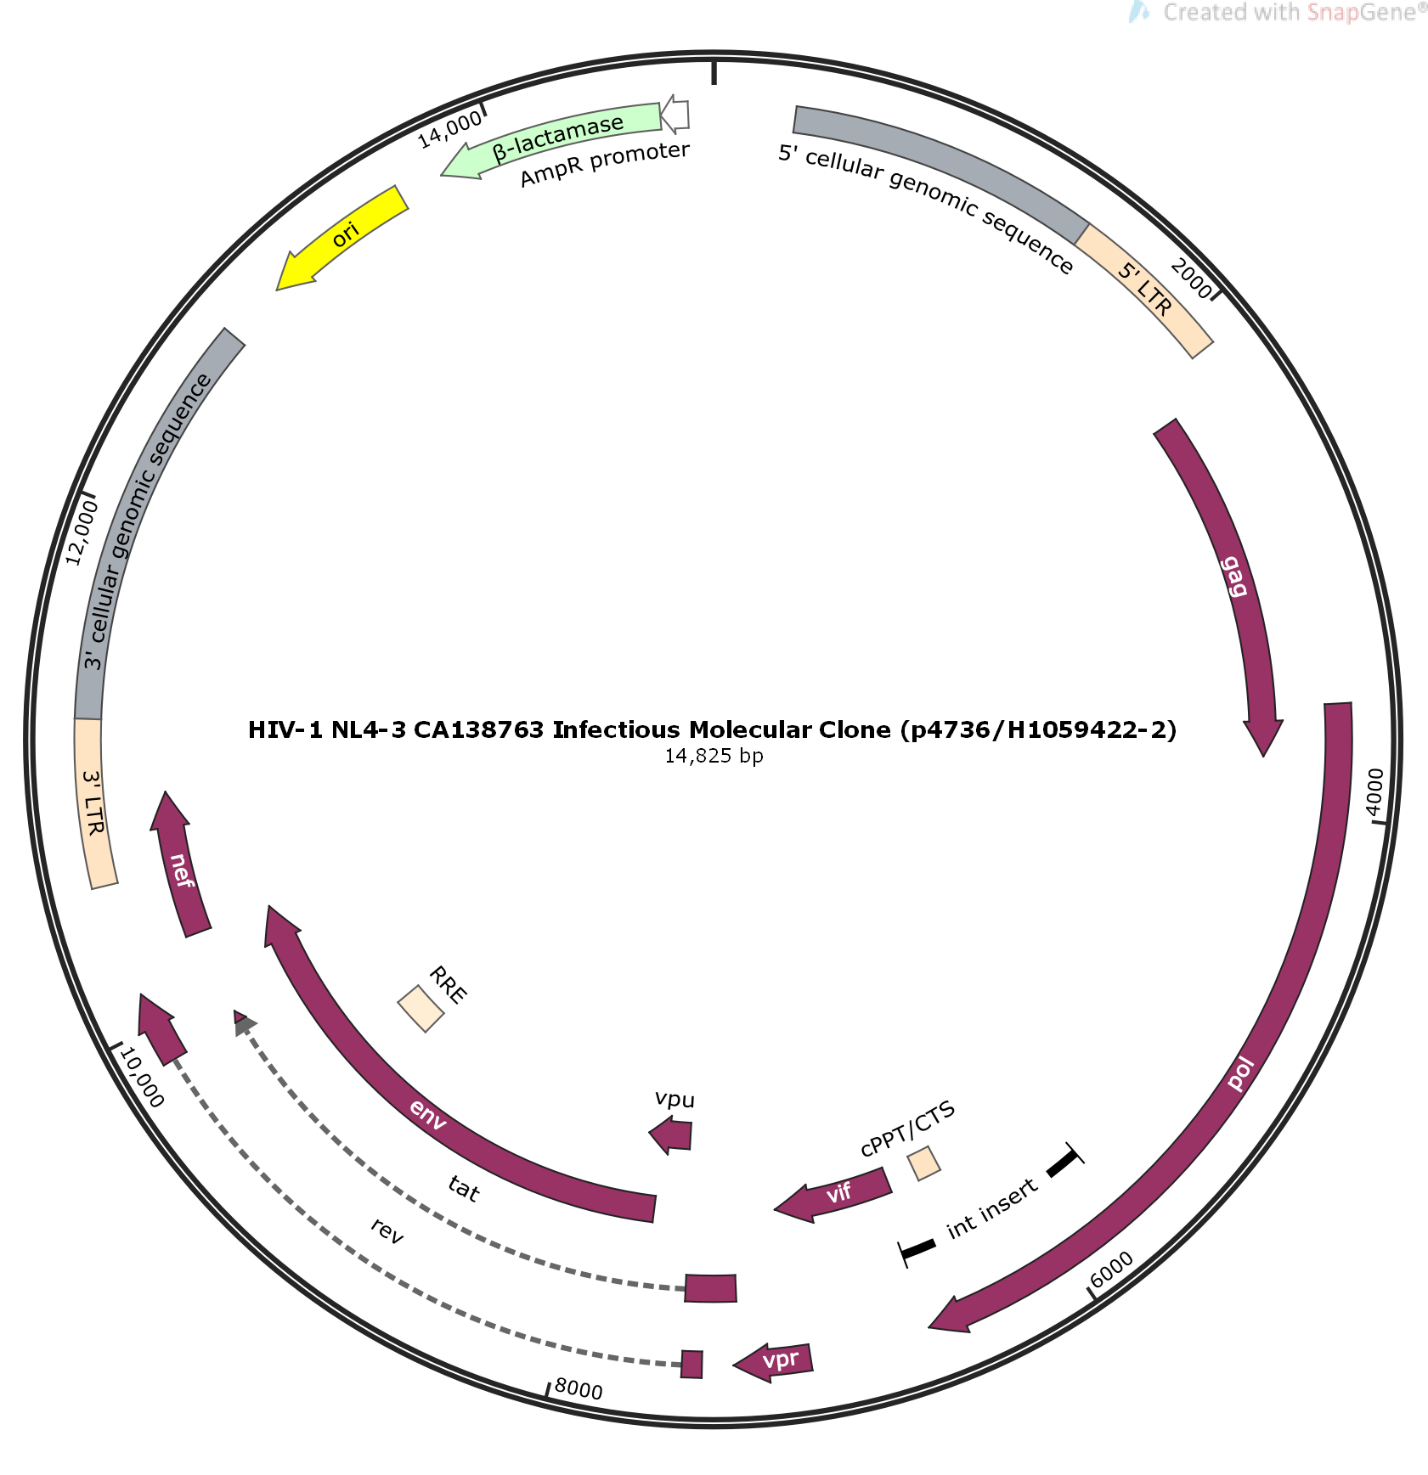 Created with SnapGene®
14,000
β-lactamase
AmpR promoter
5' cellular genomic sequence
5' LTR
2000
ori
3' cellular genomic sequence
12,000
gag
HIV-1 NL4-3 CA138763 Infectious Molecular Clone (p4736/H1059422-2)
14,825 bp
3' LTR
4000
nef
RRE
10,000
env
vpu
cPPT/CTS
pol
tat
vif
int insert
rev
6000
vpr
8000